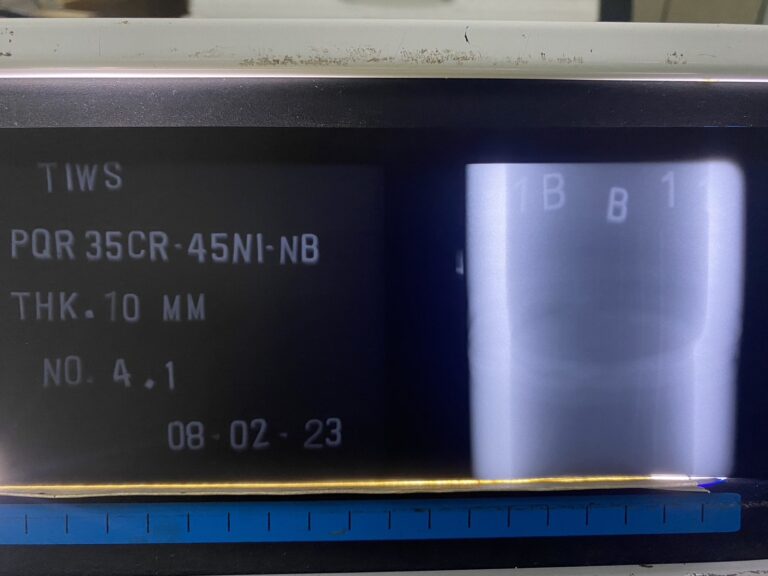 TIWS
PQR 35CR-45NI-NB
THK. 10 MM
NO. 4.1
08-02-23
1B B 1